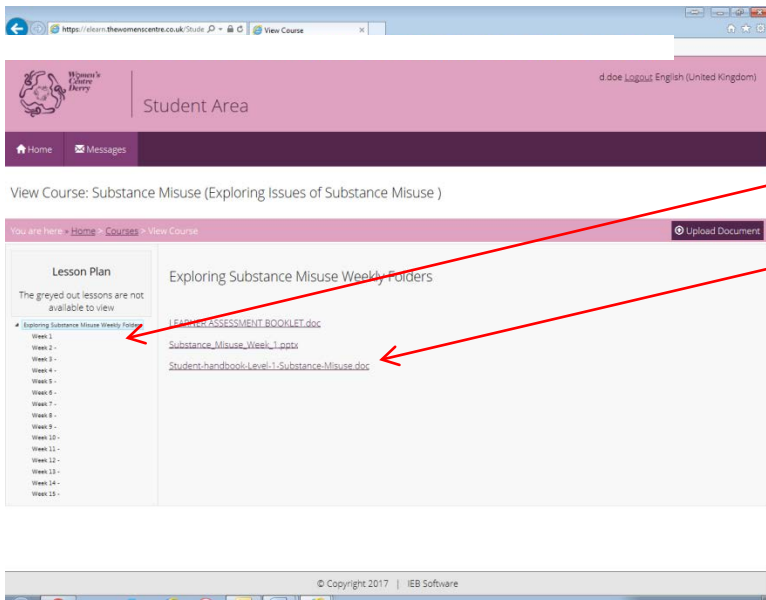 https://elearn.thewomenscentre.co.uk/Stude
View Course
Women's
Centre
Derry
Student Area
d.doe Logout English (United Kingdom)
Home
Messages
View Course: Substance Misuse (Exploring Issues of Substance Misuse )
You are here » Home > Courses > View Course
Upload Document
Lesson Plan
The greyed out lessons are not
available to view
Exploring Substance Misuse Weekly Folders
Week 1
Week 2 -
Week 3 -
Week 4 -
Week 5 -
Week 6 -
Week 7 -
Week 8 -
Week 9 -
Week 10 -
Week 11 -
Week 12 -
Week 13 -
Week 14 -
Week 15 -
Exploring Substance Misuse Weekly Folders
LEARNER ASSESSMENT BOOKLET.doc
Substance_Misuse_Week_1.pptx
Student-handbook-Level-1-Substance-Misuse.doc
© Copyright 2017 | IEB Software